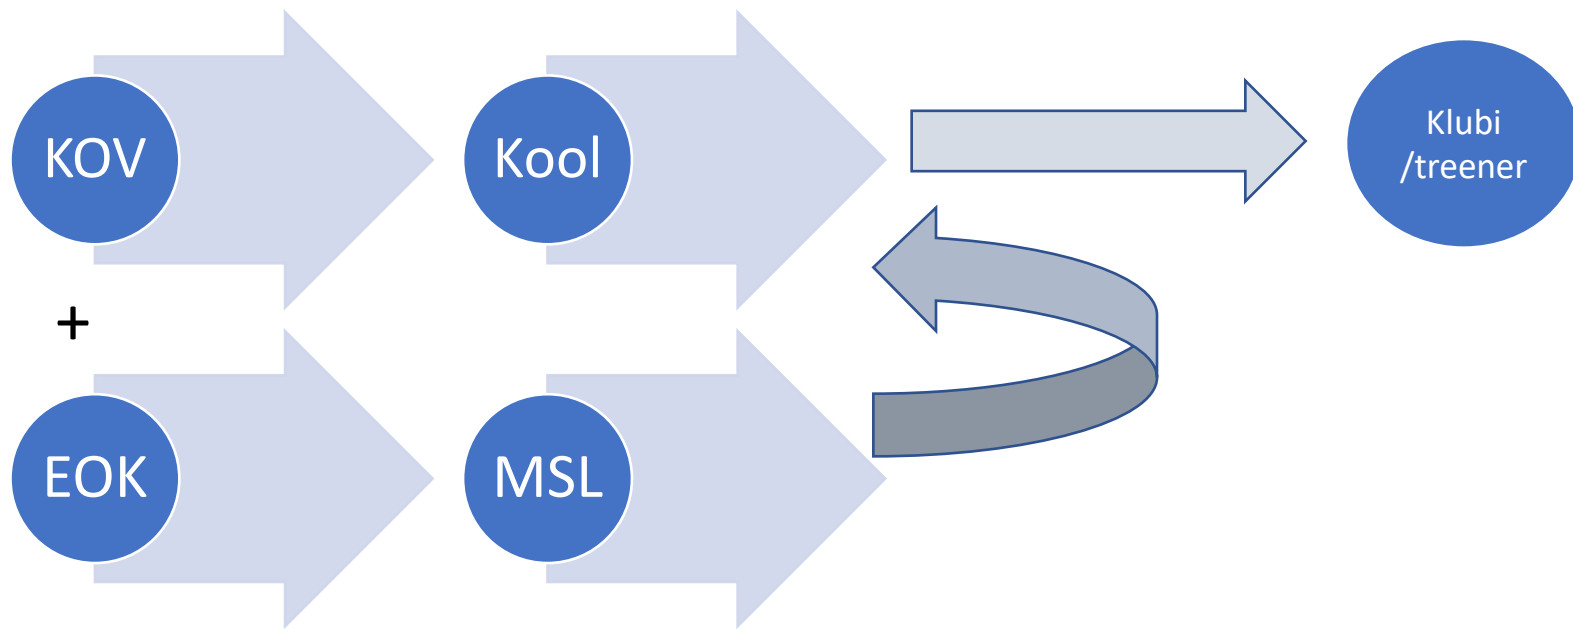 KOV
Kool
Klubi
/treener
+
EOK
MSL